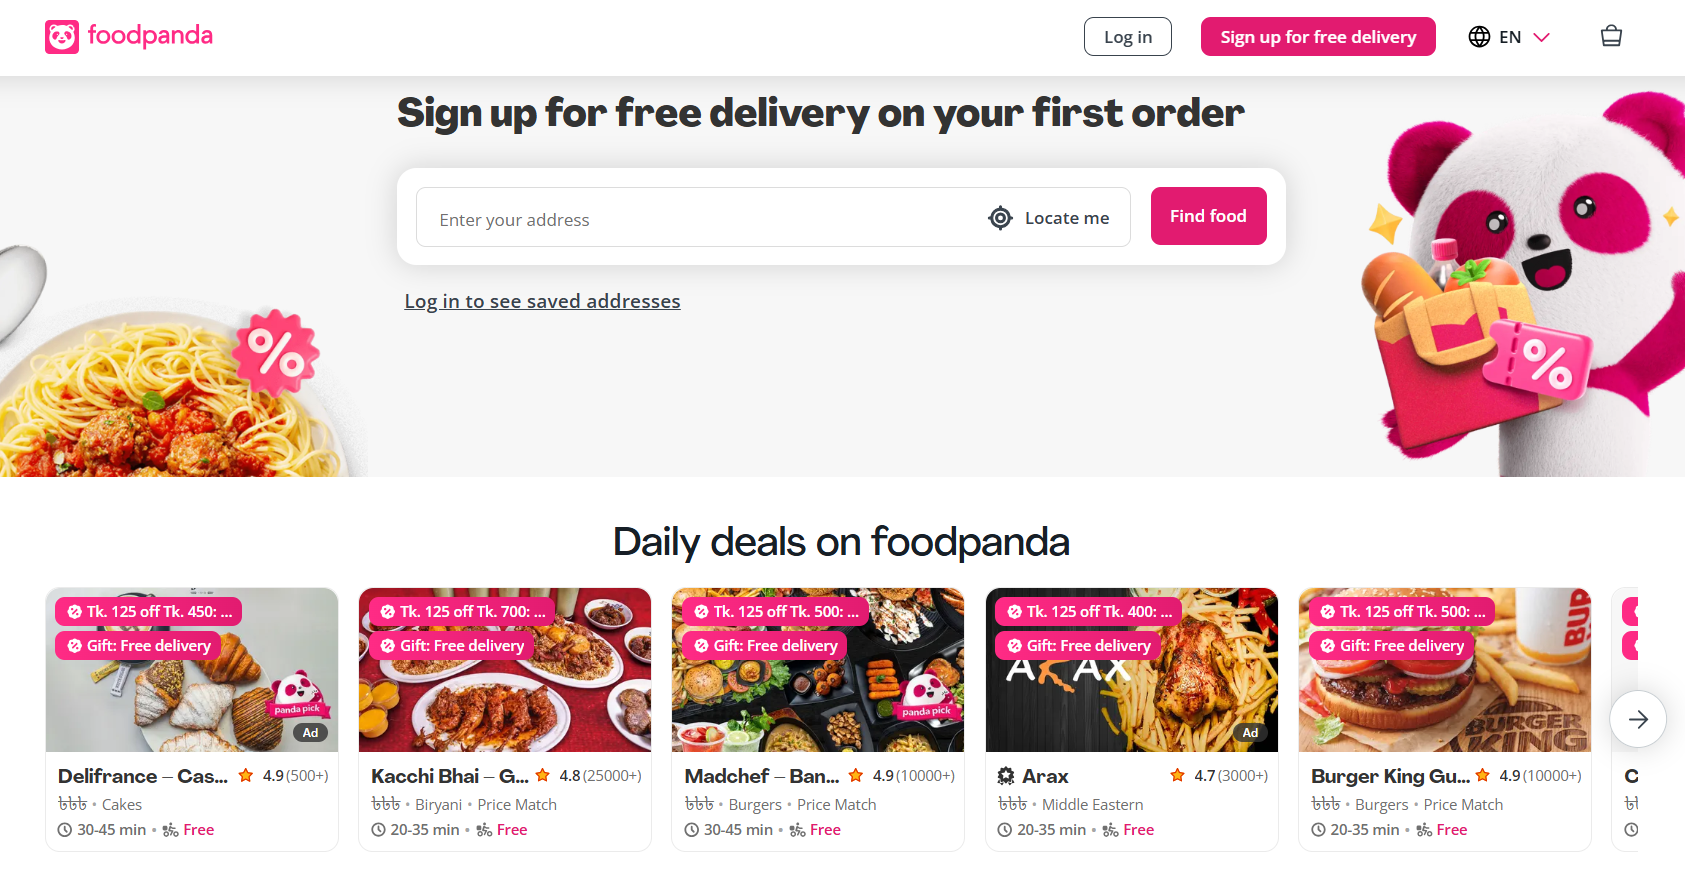 foodpanda
Log in
Sign up for free delivery
EN
Sign up for free delivery on your first order
Enter your address
Locate me
Find food
Log in to see saved addresses
%
%
Daily deals on foodpanda
Tk. 125 off Tk. 450: ...
Gift: Free delivery
panda pick
Ad
Delifrance – Cas... 4.9 (500+)
৳৳৳ • Cakes
30-45 min • Free
Tk. 125 off Tk. 700: ...
Gift: Free delivery
Kacchi Bhai – G... 4.8 (25000+)
৳৳৳ • Biryani • Price Match
20-35 min • Free
Tk. 125 off Tk. 500: ...
Gift: Free delivery
panda pick
Madchef – Ban... 4.9 (10000+)
৳৳৳ • Burgers • Price Match
30-45 min • Free
Tk. 125 off Tk. 400: ...
Gift: Free delivery
ARAX
Ad
Arax 4.7 (3000+)
৳৳৳ • Middle Eastern
20-35 min • Free
Tk. 125 off Tk. 500: ...
Gift: Free delivery
BURGER
KING
Burger King Gu... 4.9 (10000+)
৳৳৳ • Burgers • Price Match
20-35 min • Free